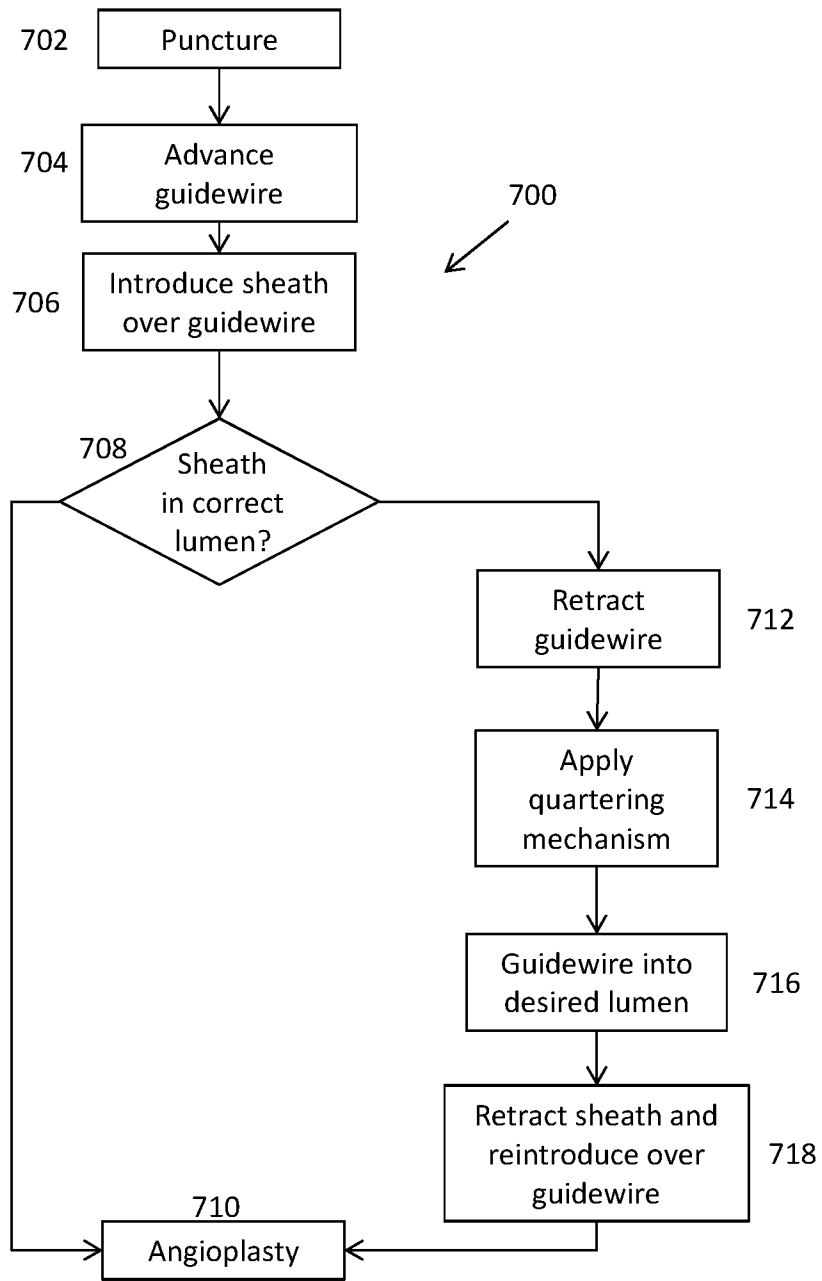 702
Puncture
704
Advance
guidewire
700
706
Introduce sheath
over guidewire
708
Sheath
in correct
lumen?
Retract
guidewire
712
Apply
quartering
mechanism
714
Guidewire into
desired lumen
716
Retract sheath and
reintroduce over
guidewire
718
710
Angioplasty